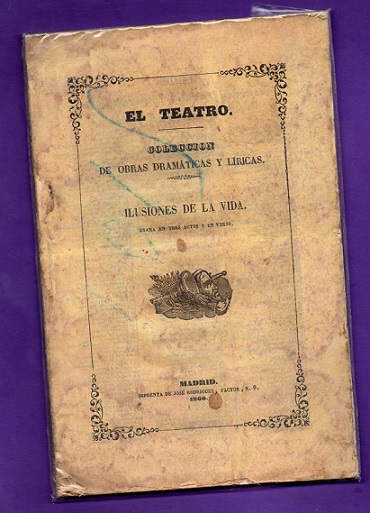 EL TEATRO.
COLECCION
DE OBRAS DRAMÁTICAS Y LÍRICAS.
ILUSIONES DE LA VIDA.
DRAMA EN TRES ACTOS Y EN VERSO.
MADRID.
IMPRENTA DE JOSÉ RODRIGUEZ, FACTOR, N. 9.
1860.